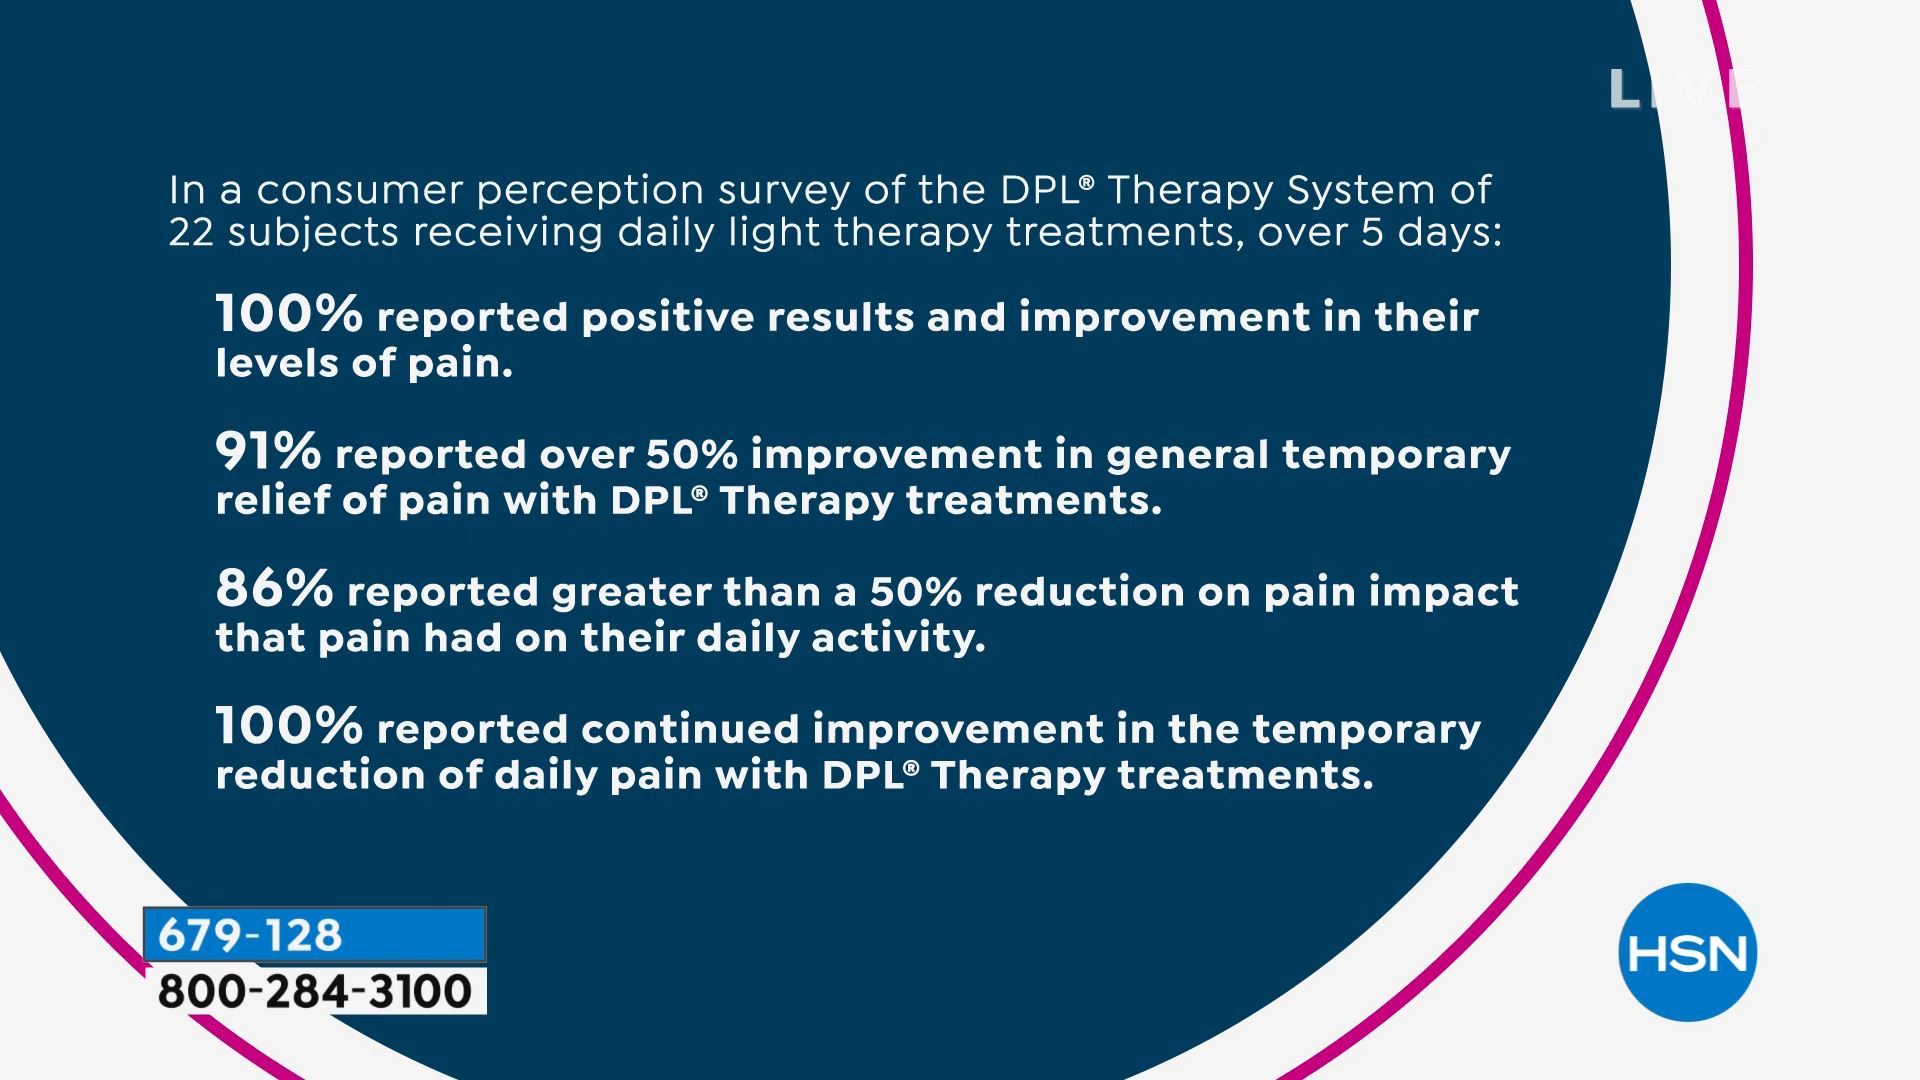 LIVE
In a consumer perception survey of the DPL® Therapy System of
22 subjects receiving daily light therapy treatments, over 5 days:
100% reported positive results and improvement in their
levels of pain.
91% reported over 50% improvement in general temporary
relief of pain with DPL® Therapy treatments.
86% reported greater than a 50% reduction on pain impact
that pain had on their daily activity.
100% reported continued improvement in the temporary
reduction of daily pain with DPL® Therapy treatments.
679-128
800-284-3100
HSN